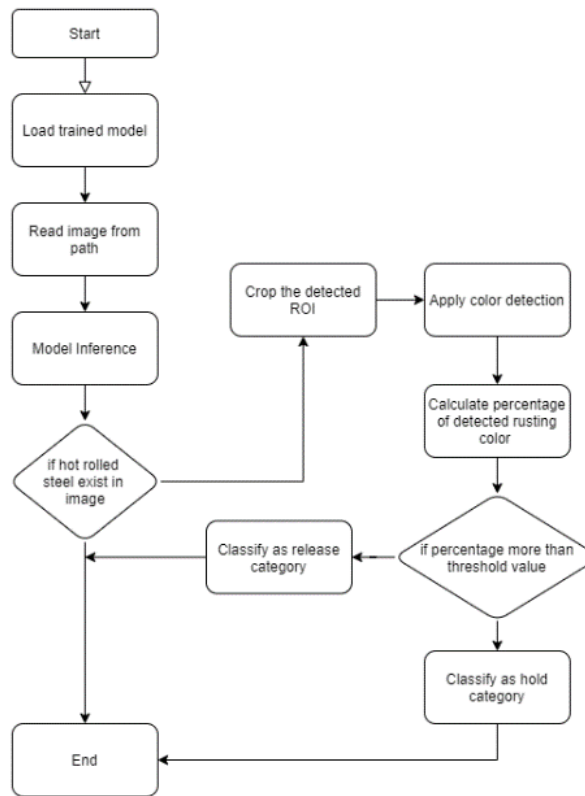 Start
Load trained model
Read image from
path
Model Inference
if hot rolled
steel exist in
image
Crop the detected
ROI
Apply color detection
Calculate percentage
of detected rusting
color
if percentage more than
threshold value
Classify as release
category
Classify as hold
category
End